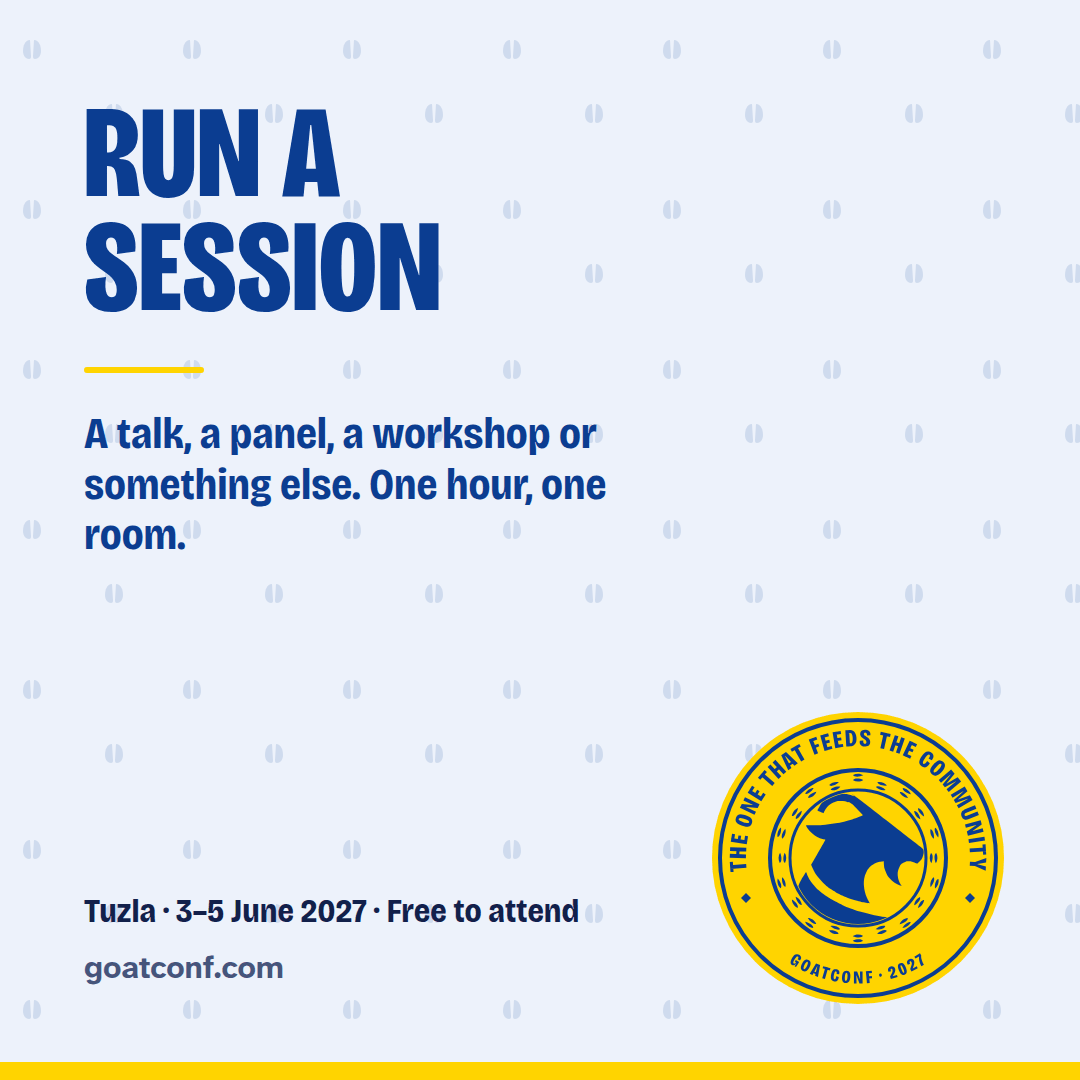 RUN A
SESSION
A talk, a panel, a workshop or
something else. One hour, one
room.
THE ONE THAT FEEDS THE COMMUNITY
GOATCONF · 2027
Tuzla · 3–5 June 2027 · Free to attend
goatconf.com